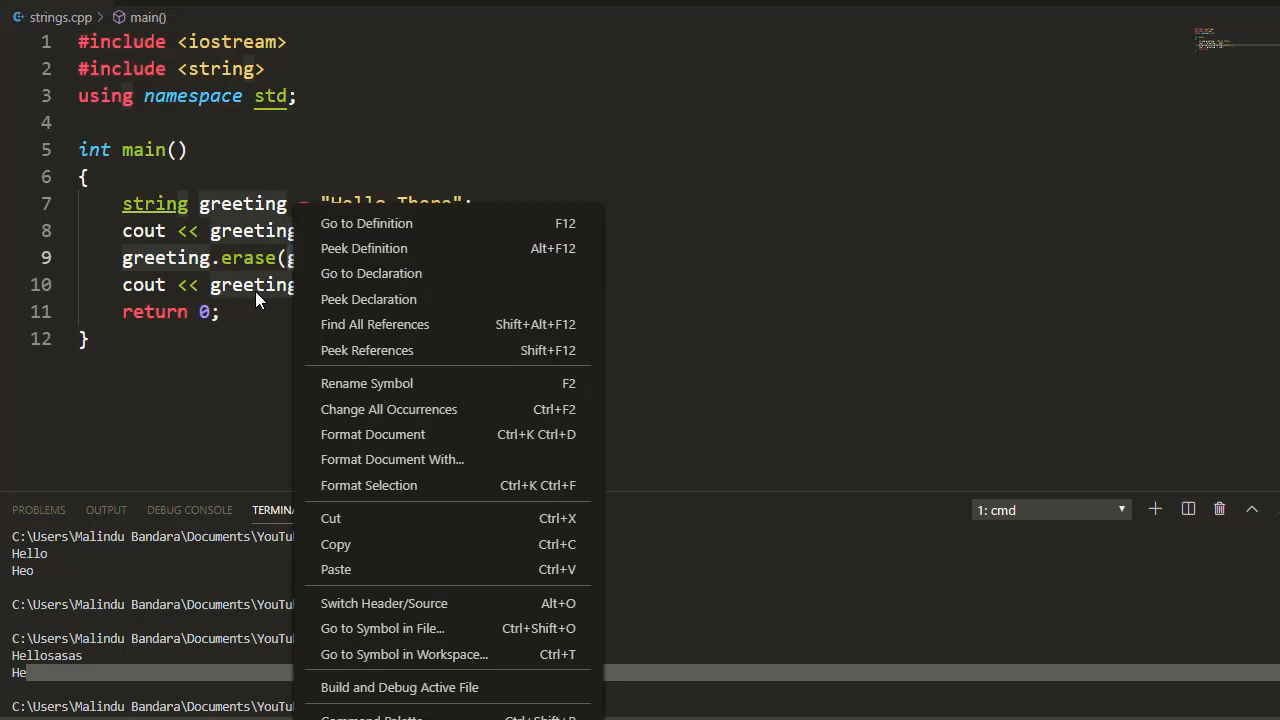 strings.cpp > main()
1 #include <iostream>
2 #include <string>
3 using namespace std;
4
5 int main()
6 {
7 string greeting = "Hello There";
8 cout << greeting
9 greeting.erase(g
10 cout << greeting
11 return 0;
12 }
Go to Definition F12
Peek Definition Alt+F12
Go to Declaration
Peek Declaration
Find All References Shift+Alt+F12
Peek References Shift+F12
Rename Symbol F2
Change All Occurrences Ctrl+F2
Format Document Ctrl+K Ctrl+D
Format Document With...
Format Selection Ctrl+K Ctrl+F
Cut Ctrl+X
Copy Ctrl+C
Paste Ctrl+V
Switch Header/Source Alt+O
Go to Symbol in File... Ctrl+Shift+O
Go to Symbol in Workspace... Ctrl+T
Build and Debug Active File
Command Palette... Ctrl+Shift+P
PROBLEMS OUTPUT DEBUG CONSOLE TERMINA 1: cmd
C:\Users\Malindu Bandara\Documents\YouTu
Hello
Heo
C:\Users\Malindu Bandara\Documents\YouTu
C:\Users\Malindu Bandara\Documents\YouTu
Hellosasas
He
C:\Users\Malindu Bandara\Documents\YouTu